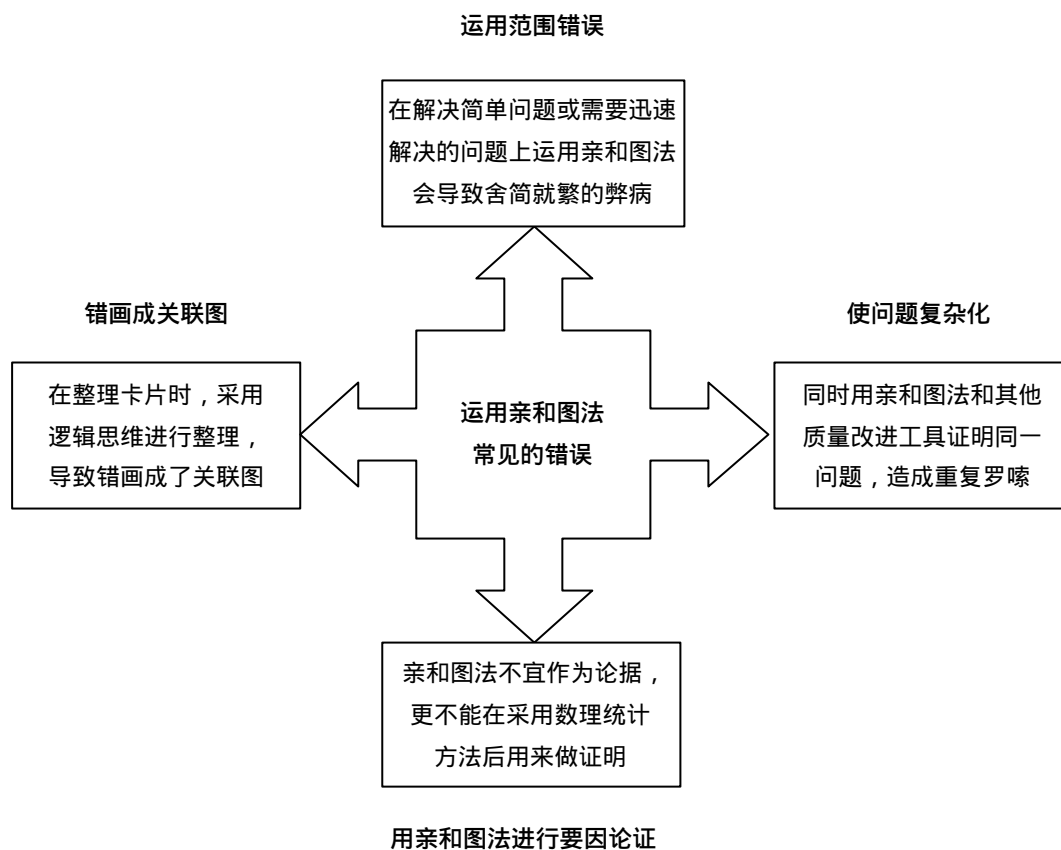 运用范围错误
在解决简单问题或需要迅速
解决的问题上运用亲和图法
会导致舍简就繁的弊病
错画成关联图
在整理卡片时，采用
逻辑思维进行整理，
导致错画成了关联图
运用亲和图法
常见的错误
使问题复杂化
同时用亲和图法和其他
质量改进工具证明同一
问题，造成重复罗嗦
亲和图法不宜作为论据，
更不能在采用数理统计
方法后用来做证明
用亲和图法进行要因论证